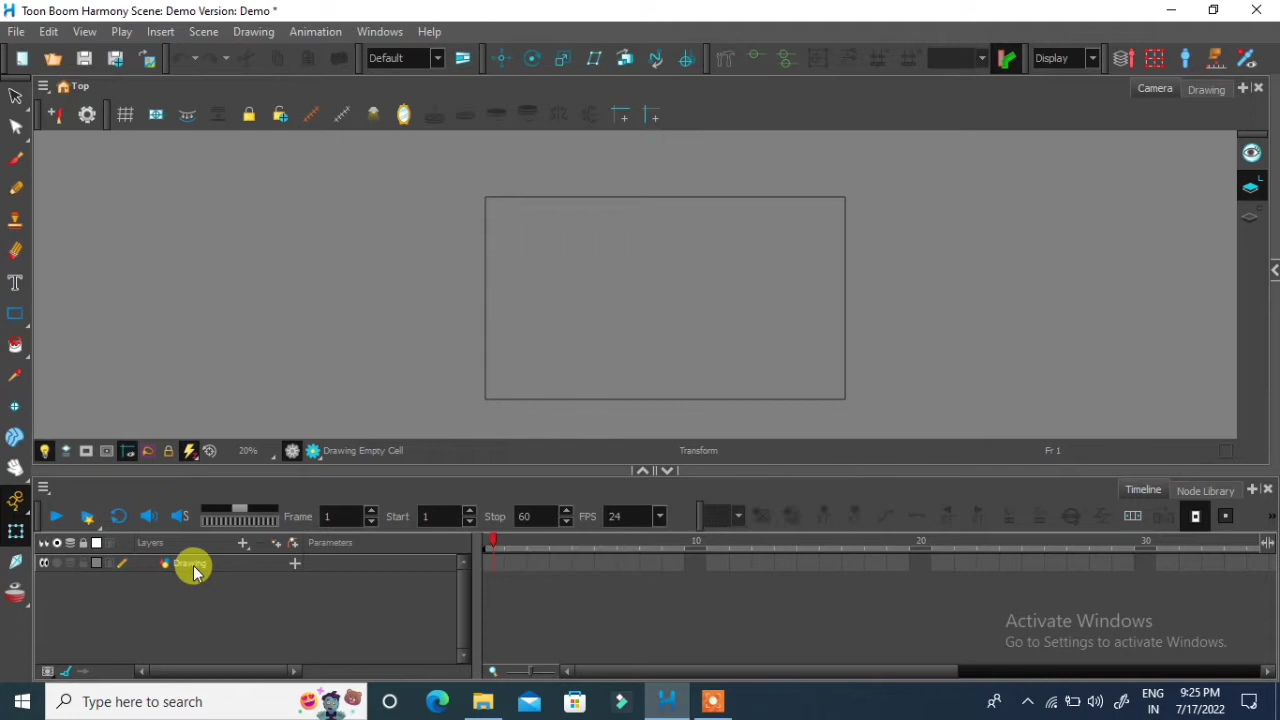 Toon Boom Harmony Scene: Demo Version: Demo *
File Edit View Play Insert Scene Drawing Animation Windows Help
Default
Display
Top
Camera
Drawing
20%
Drawing Empty Cell
Transform
Fr 1
Timeline
Node Library
Frame 1 Start 1 Stop 60 FPS 24
Layers
Parameters
10 20 30
Drawing
Activate Windows
Go to Settings to activate Windows.
Type here to search
ENG
IN
9:25 PM
7/17/2022